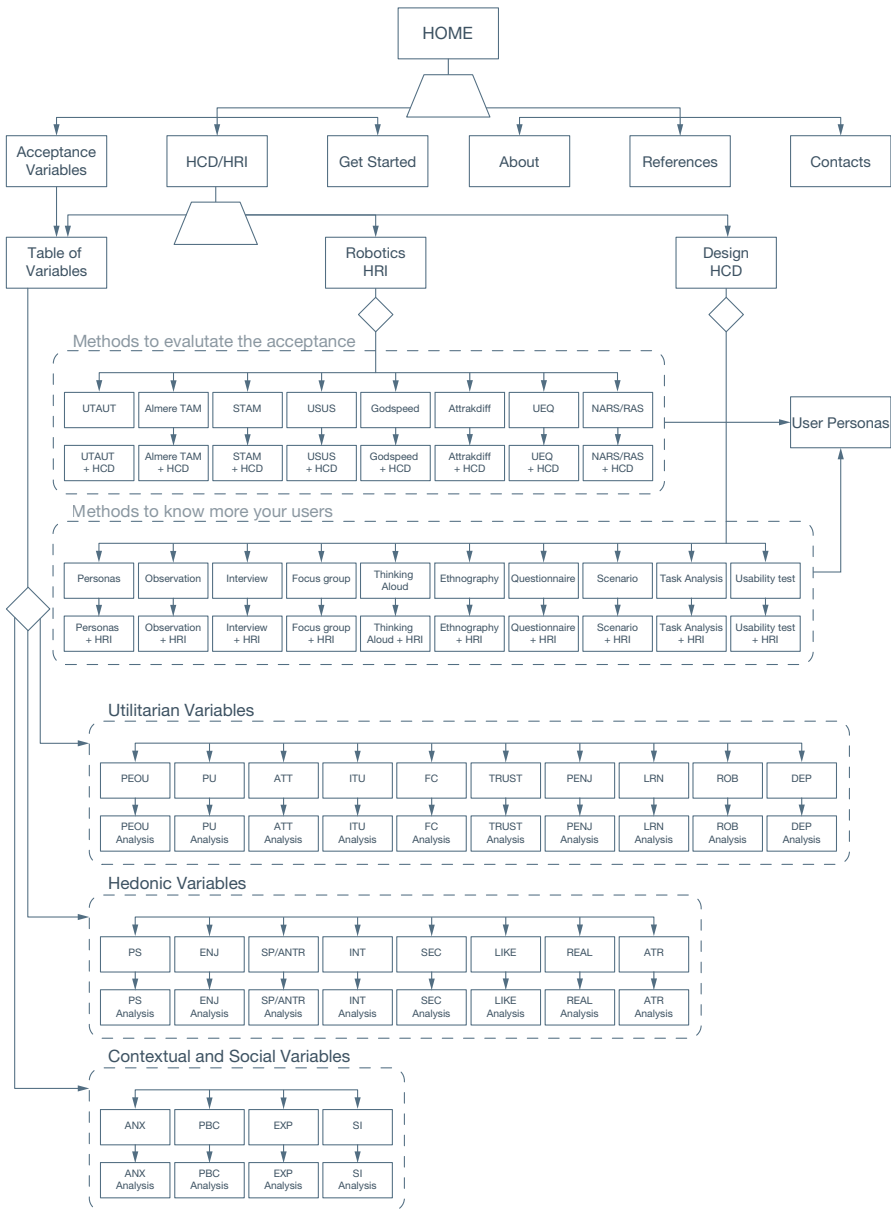 HOME
Acceptance
Variables
HCD/HRI
Get Started
About
References
Contacts
Table of
Variables
Robotics
HRI
Design
HCD
Methods to evalutate the acceptance
UTAUT
Almere TAM
STAM
USUS
Godspeed
Attrakdiff
UEQ
NARS/RAS
User Personas
UTAUT
+ HCD
Almere TAM
+ HCD
STAM
+ HCD
USUS
+ HCD
Godspeed
+ HCD
Attrakdiff
+ HCD
UEQ
+ HCD
NARS/RAS
+ HCD
Methods to know more your users
Personas
Observation
Interview
Focus group
Thinking
Aloud
Ethnography
Questionnaire
Scenario
Task Analysis
Usability test
Personas
+ HRI
Observation
+ HRI
Interview
+ HRI
Focus group
+ HRI
Thinking
Aloud + HRI
Ethnography
+ HRI
Questionnaire
+ HRI
Scenario
+ HRI
Task Analysis
+ HRI
Usability test
+ HRI
Utilitarian Variables
PEOU
PU
ATT
ITU
FC
TRUST
PENJ
LRN
ROB
DEP
PEOU
Analysis
PU
Analysis
ATT
Analysis
ITU
Analysis
FC
Analysis
TRUST
Analysis
PENJ
Analysis
LRN
Analysis
ROB
Analysis
DEP
Analysis
Hedonic Variables
PS
ENJ
SP/ANTR
INT
SEC
LIKE
REAL
ATR
PS
Analysis
ENJ
Analysis
SP/ANTR
Analysis
INT
Analysis
SEC
Analysis
LIKE
Analysis
REAL
Analysis
ATR
Analysis
Contextual and Social Variables
ANX
PBC
EXP
SI
ANX
Analysis
PBC
Analysis
EXP
Analysis
SI
Analysis